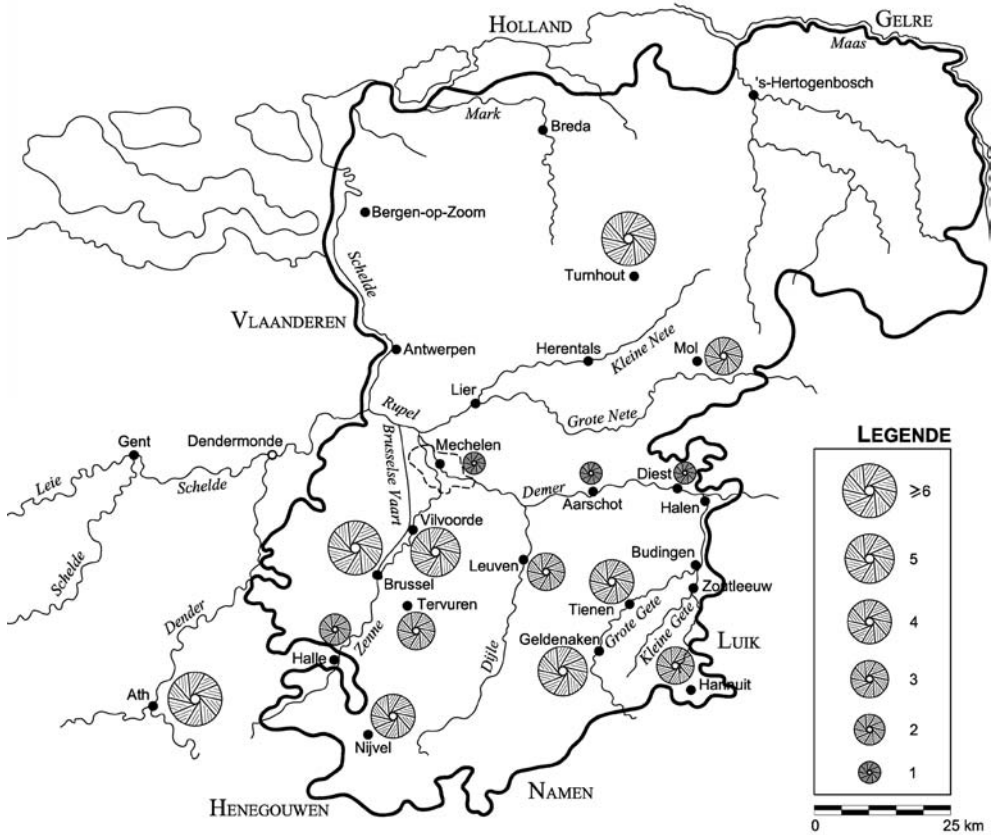 HOLLAND
GELRE
Maas
's-Hertogenbosch
Mark
Breda
Bergen-op-Zoom
Schelde
Turnhout
VLAANDEREN
Antwerpen
Herentals
Kleine Nete
Mol
Lier
Grote Nete
Rupel
Gent
Dendermonde
Brusselse Vaart
Mechelen
Leie
Schelde
Demer
Aarschot
Diest
Halen
Vilvoorde
Schelde
Leuven
Budingen
Brussel
Zoutleeuw
Tervuren
Tienen
Dender
Zenne
Grote Gete
Kleine Gete
Geldenaken
LUIK
Halle
Dijle
Hannuit
Ath
Nijvel
NAMEN
HENEGOUWEN
LEGENDE
≥6
5
4
3
2
1
0 25 km